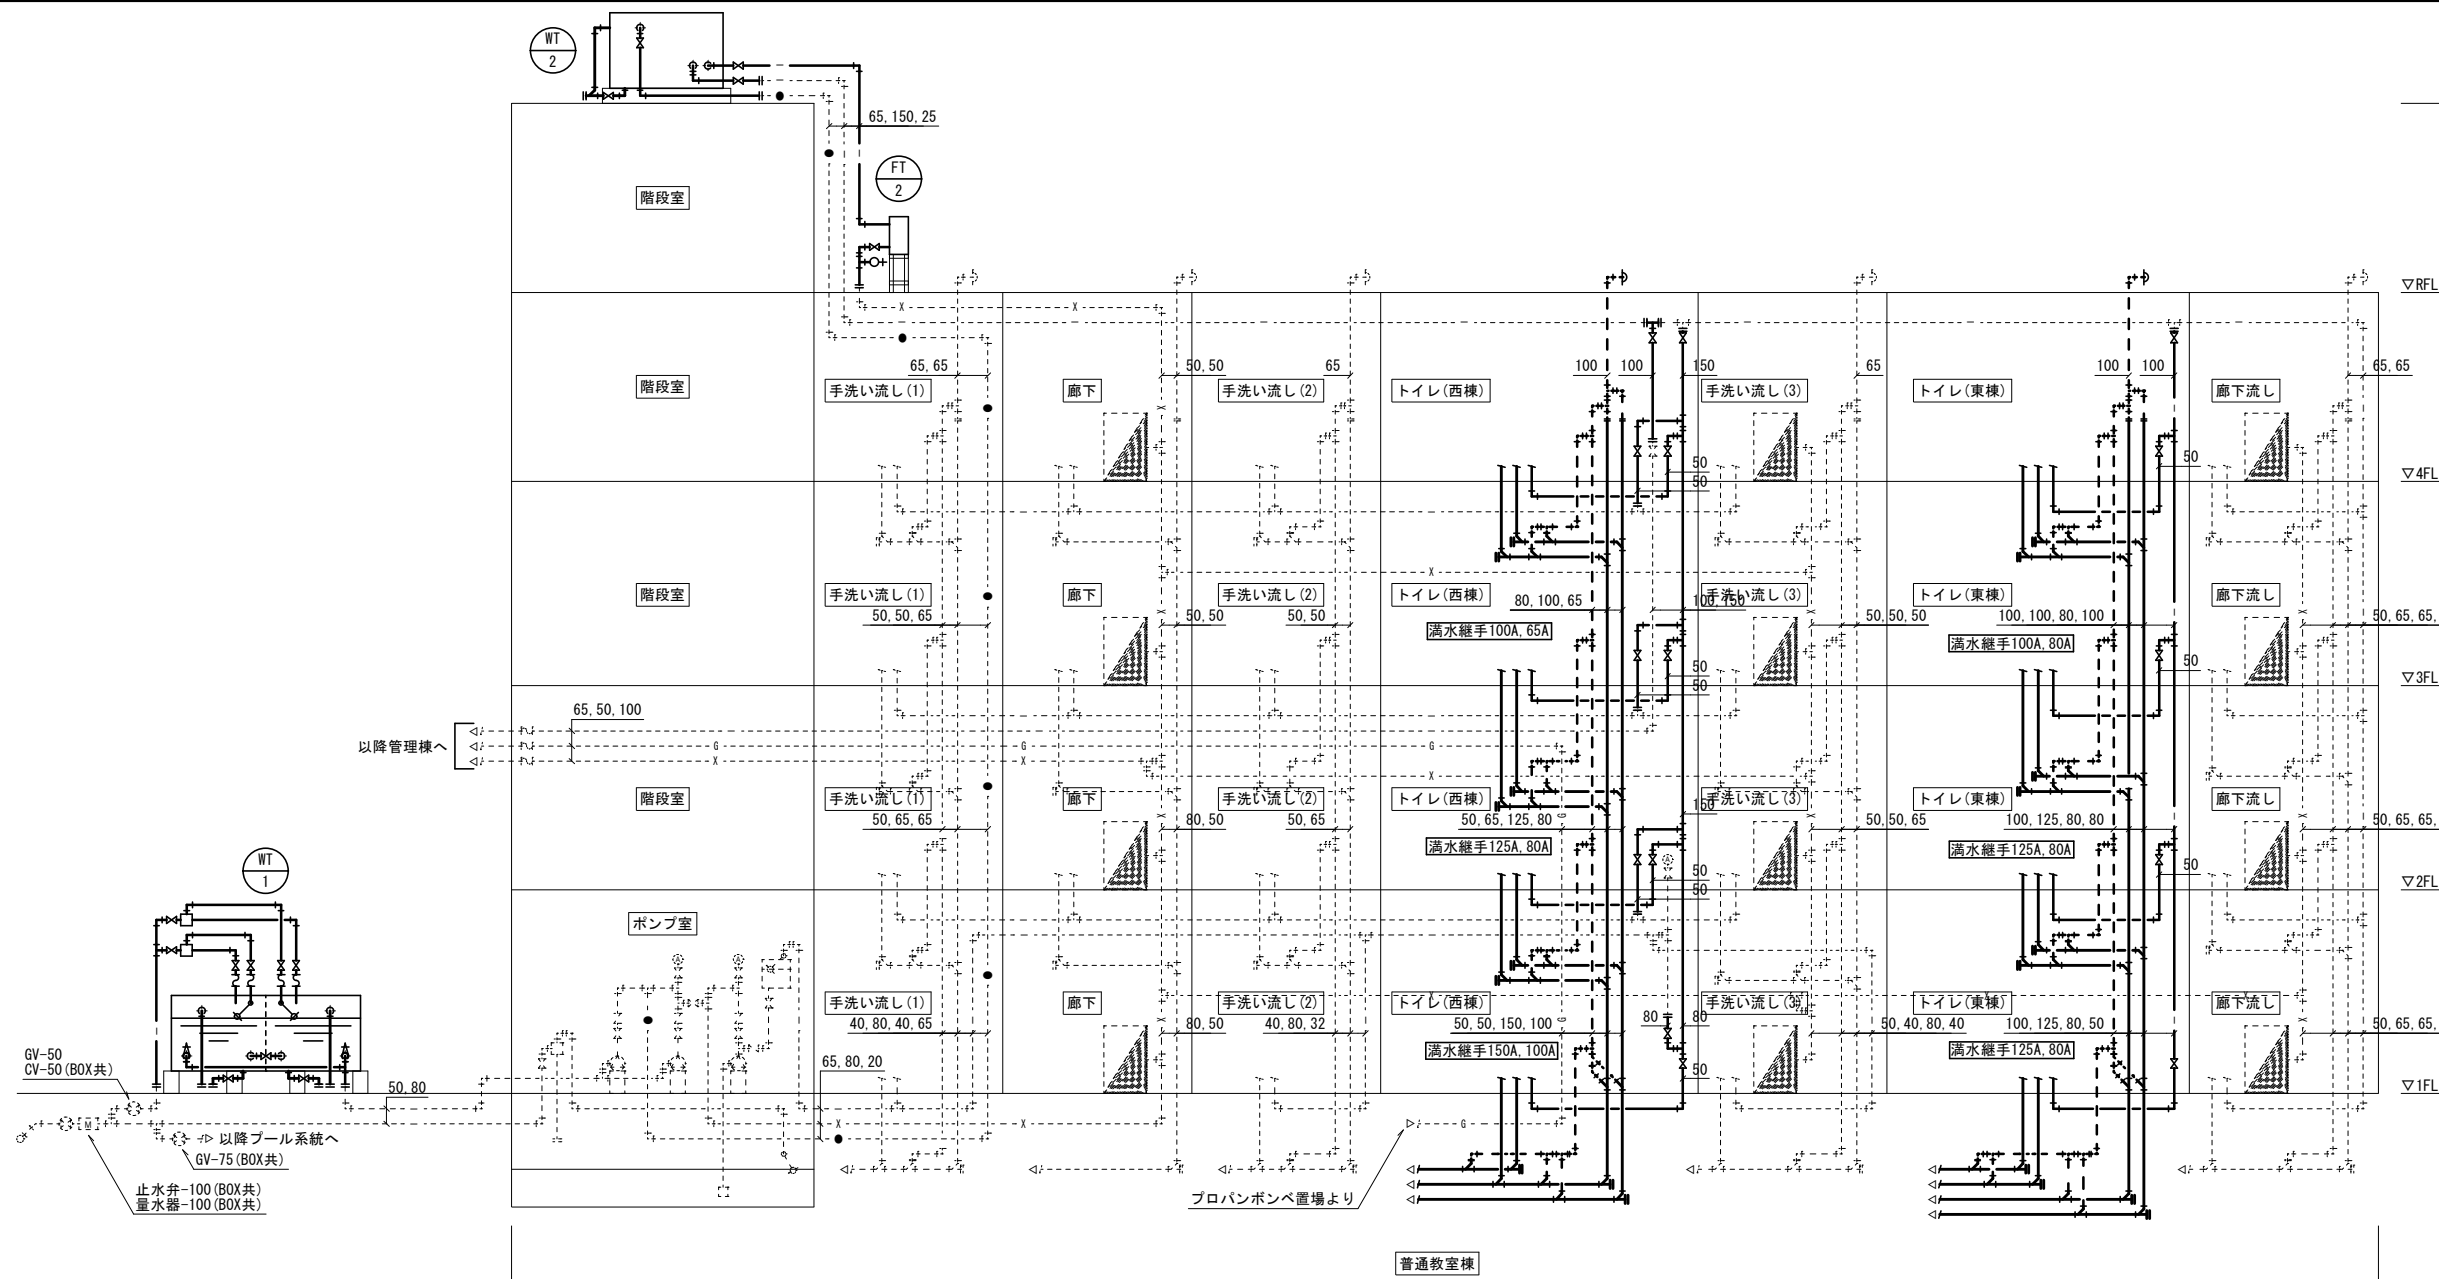 WT
2
65,150,25
FT
2
階段室
▽RFL
65,65
50,50
65
100
100
150
65
100
100
65,65
階段室
手洗い流し(1)
廊下
手洗い流し(2)
トイレ(西棟)
手洗い流し(3)
トイレ(東棟)
廊下流し
50
50
50
▽4FL
X
X
X
G
G
G
X
X
X
階段室
手洗い流し(1)
廊下
手洗い流し(2)
トイレ(西棟)
手洗い流し(3)
トイレ(東棟)
廊下流し
50,50,65
50,50
50,50
80,100,65
100,150
50,50,50
100,100,80,100
50,65,65,
満水継手100A,65A
満水継手100A,80A
50
50
50
▽3FL
65,50,100
以降管理棟へ
階段室
手洗い流し(1)
廊下
手洗い流し(2)
トイレ(西棟)
手洗い流し(3)
トイレ(東棟)
廊下流し
50,65,65
80,50
50,65
50,65,125,80
150
50,50,65
100,125,80,80
50,65,65,
満水継手125A,80A
満水継手125A,80A
WT
1
50
50
50
▽2FL
ポンプ室
手洗い流し(1)
廊下
手洗い流し(2)
トイレ(西棟)
手洗い流し(3)
トイレ(東棟)
廊下流し
40,80,40,65
80,50
40,80,32
50,50,150,100
80
80
50,40,80,40
100,125,80,50
50,65,65,
満水継手150A,100A
満水継手125A,80A
GV-50
CV-50(BOX共)
50,80
65,80,20
50
▽1FL
M
以降プール系統へ
X
X
G
GV-75(BOX共)
止水弁-100(BOX共)
量水器-100(BOX共)
プロパンボンベ置場より
普通教室棟